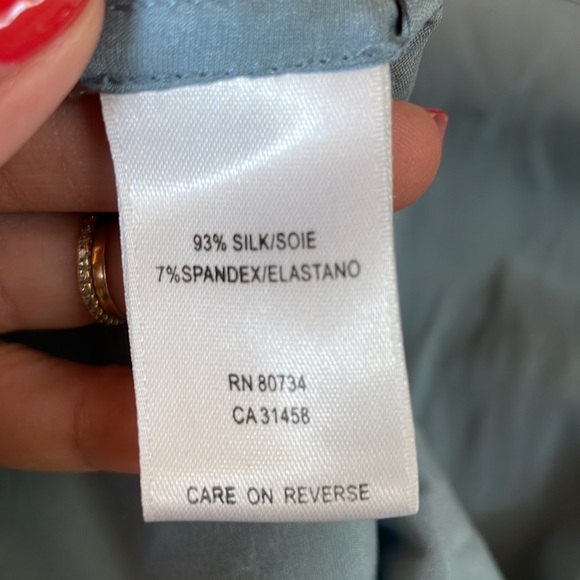 93% SILK/SOIE
7%SPANDEX/ELASTANO
RN 80734
CA 31458
CARE ON REVERSE